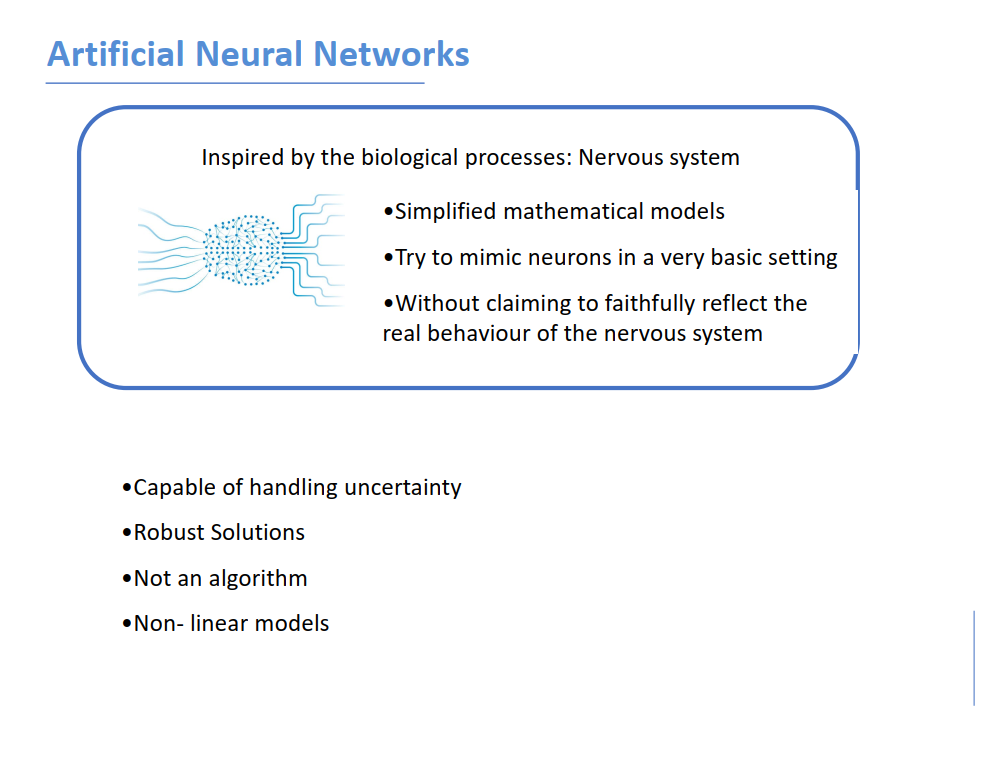 Artificial Neural Networks
Inspired by the biological processes: Nervous system
•Simplified mathematical models
•Try to mimic neurons in a very basic setting
•Without claiming to faithfully reflect the
real behaviour of the nervous system
•Capable of handling uncertainty
•Robust Solutions
•Not an algorithm
•Non- linear models